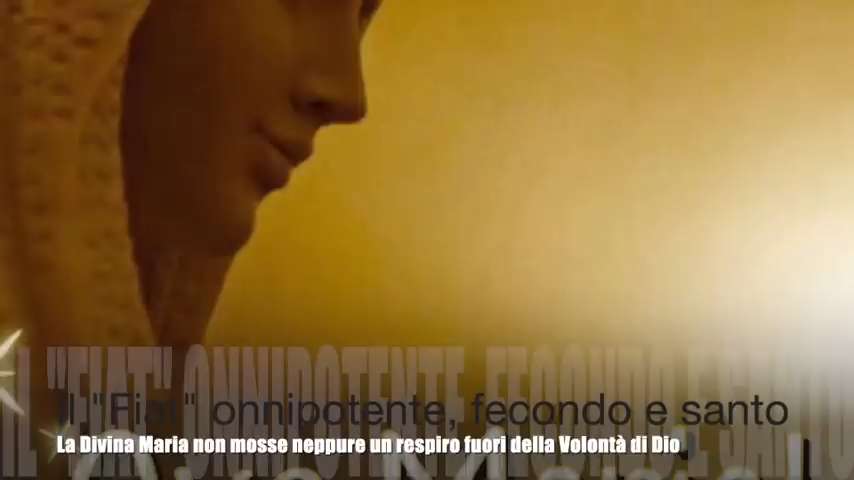 IL "FIAT" ONNIPOTENTE, FECONDO E SANTO
Il "Fiat" onnipotente, fecondo e santo
La Divina Maria non mosse neppure un respiro fuori della Volontà di Dio